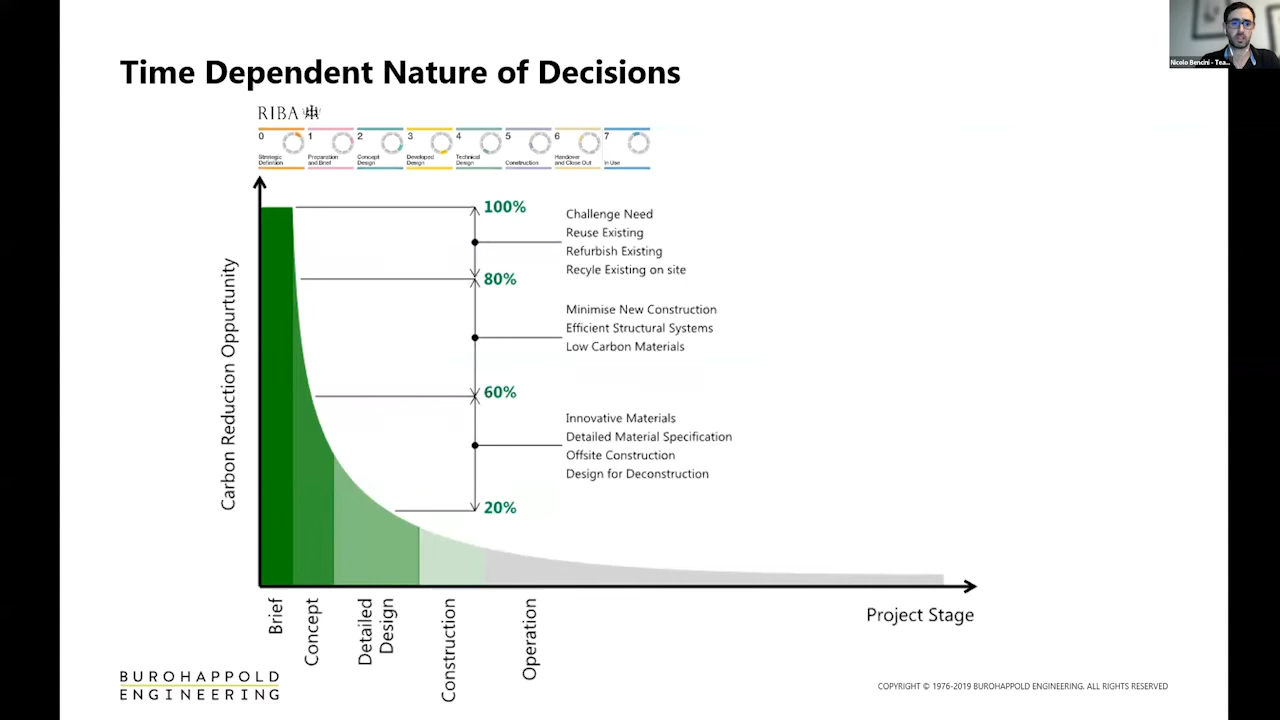 Nicolo Bencini - Tea...
Time Dependent Nature of Decisions
RIBA
0 1 2 3 4 5 6 7
Strategic Definition
Preparation and Brief
Concept Design
Developed Design
Technical Design
Construction
Handover and Close Out
In Use
Carbon Reduction Oppurtunity
100%
Challenge Need
Reuse Existing
Refurbish Existing
Recyle Existing on site
80%
Minimise New Construction
Efficient Structural Systems
Low Carbon Materials
60%
Innovative Materials
Detailed Material Specification
Offsite Construction
Design for Deconstruction
20%
Brief
Concept
Detailed
Design
Construction
Operation
Project Stage
BUROHAPPOLD
ENGINEERING
COPYRIGHT © 1976-2019 BUROHAPPOLD ENGINEERING. ALL RIGHTS RESERVED